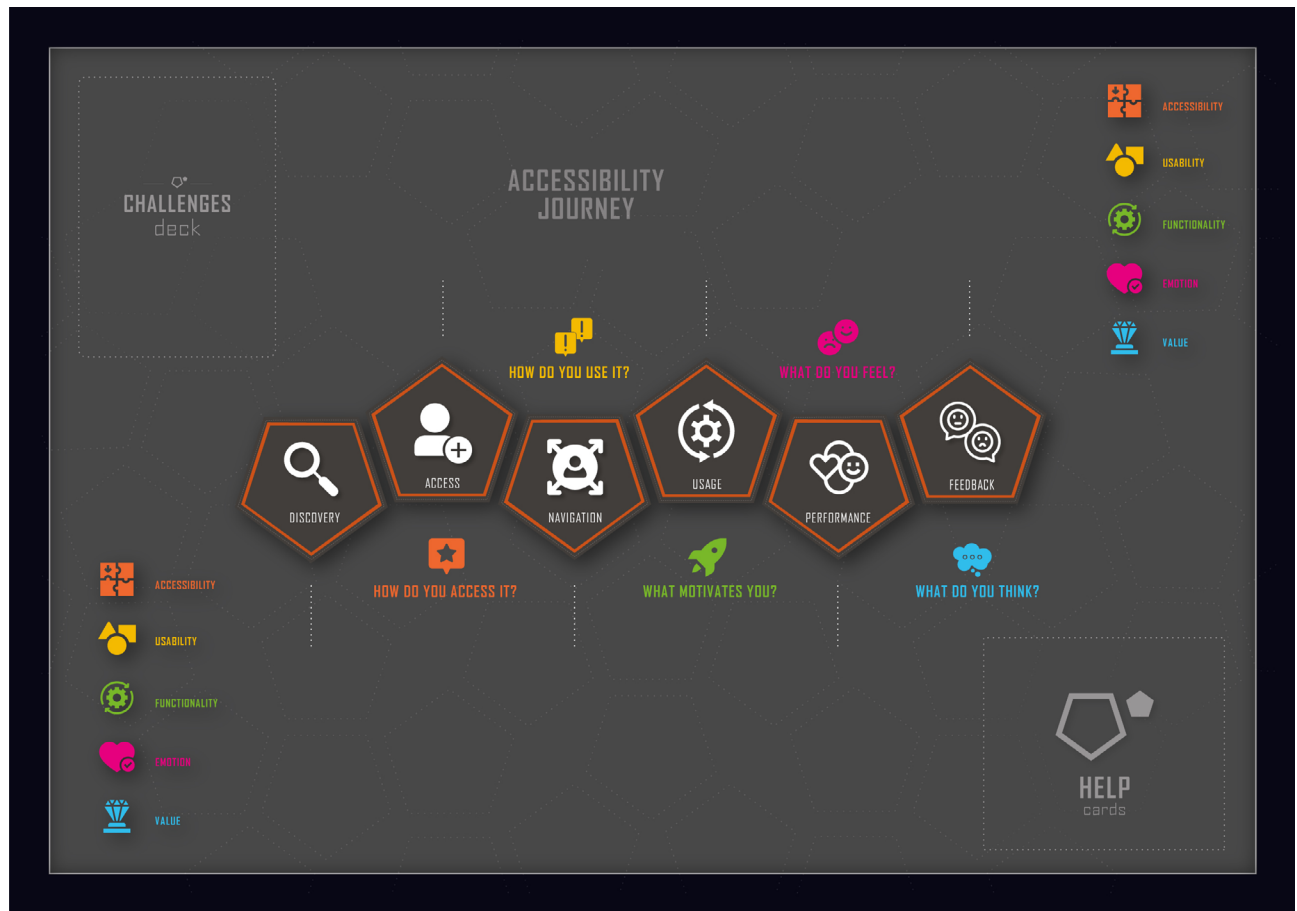 CHALLENGES
deck
ACCESSIBILITY
JOURNEY
ACCESSIBILITY
USABILITY
FUNCTIONALITY
EMOTION
VALUE
HOW DO YOU USE IT?
WHAT DO YOU FEEL?
DISCOVERY
ACCESS
NAVIGATION
USAGE
PERFORMANCE
FEEDBACK
HOW DO YOU ACCESS IT?
WHAT MOTIVATES YOU?
WHAT DO YOU THINK?
ACCESSIBILITY
USABILITY
FUNCTIONALITY
EMOTION
VALUE
HELP
cards